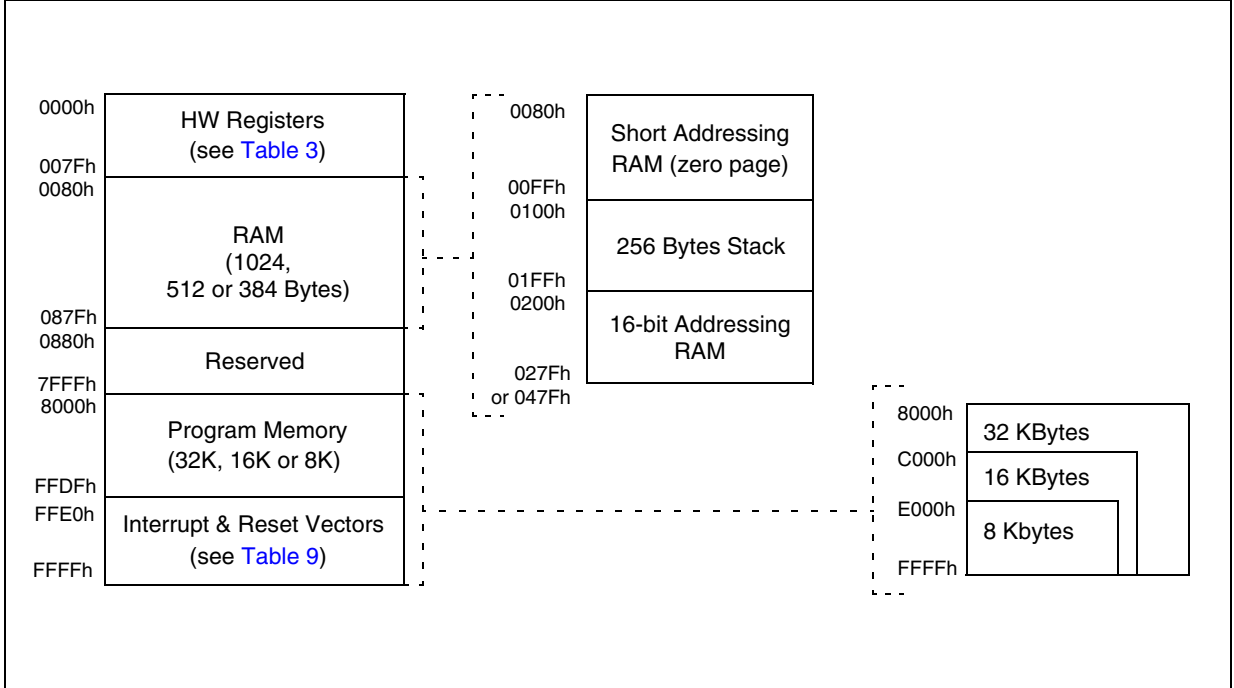 0000h
HW Registers
(see Table 3)
007Fh
0080h
RAM
(1024,
512 or 384 Bytes)
087Fh
0880h
Reserved
7FFFh
8000h
Program Memory
(32K, 16K or 8K)
FFDFh
FFE0h
Interrupt & Reset Vectors
(see Table 9)
FFFFh
0080h
Short Addressing
RAM (zero page)
00FFh
0100h
256 Bytes Stack
01FFh
0200h
16-bit Addressing
RAM
027Fh
or 047Fh
8000h
32 KBytes
C000h
16 KBytes
E000h
8 Kbytes
FFFFh